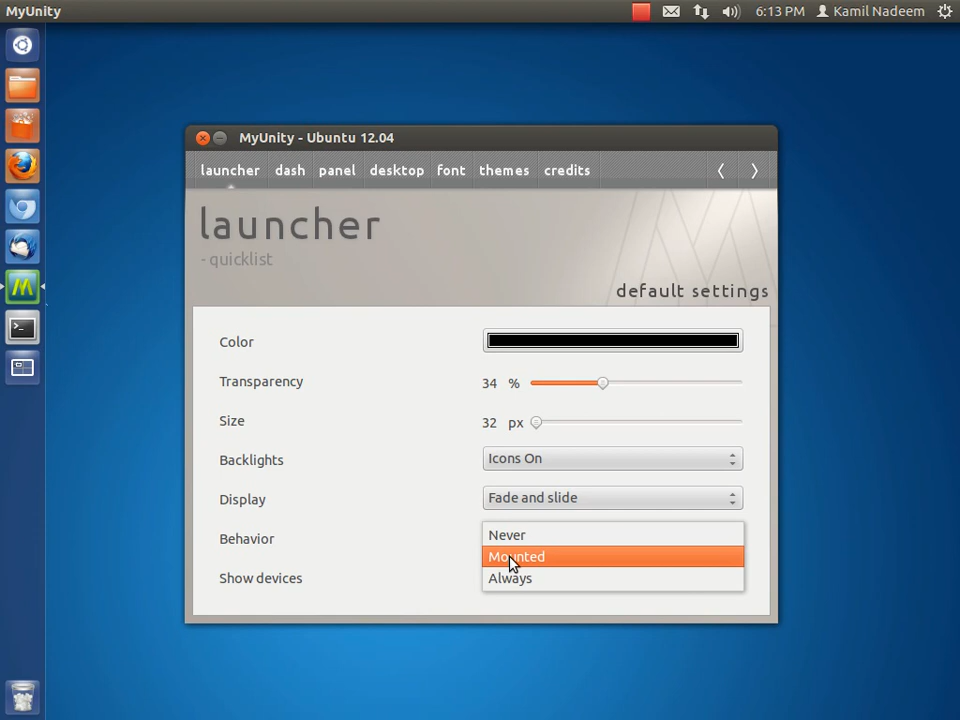 MyUnity
6:13 PM
Kamil Nadeem
MyUnity - Ubuntu 12.04
launcher
dash
panel
desktop
font
themes
credits
launcher
- quicklist
default settings
Color
Transparency
34 %
Size
32 px
Backlights
Icons On
Display
Fade and slide
Behavior
Never
Mounted
Show devices
Always